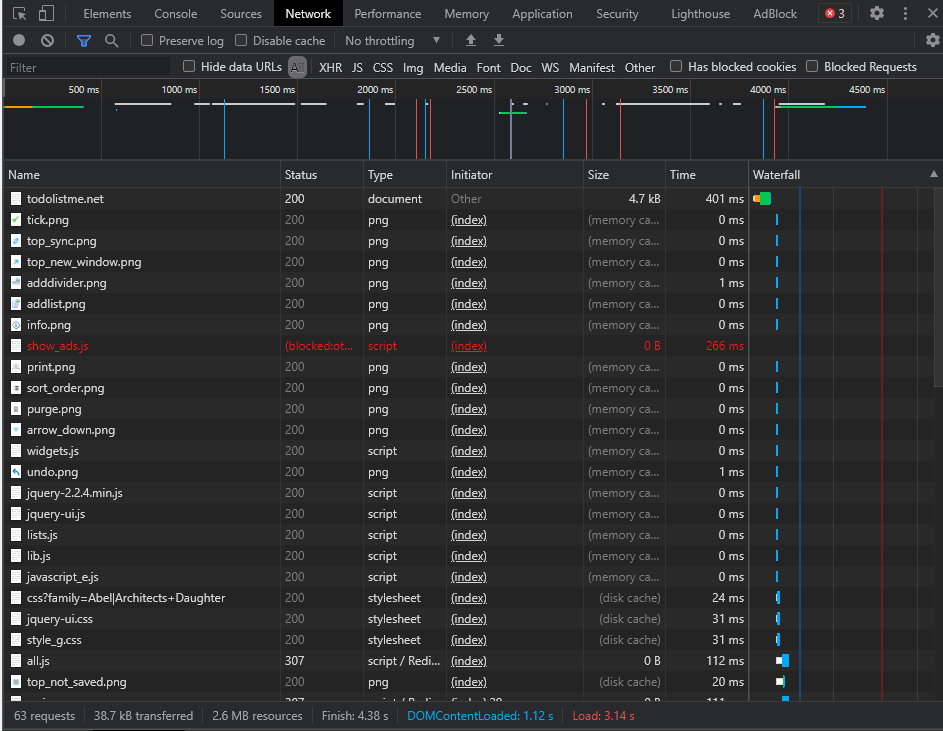 Elements Console Sources Network Performance Memory Application Security Lighthouse AdBlock 3
Preserve log Disable cache No throttling
Filter Hide data URLs All XHR JS CSS Img Media Font Doc WS Manifest Other Has blocked cookies Blocked Requests
500 ms 1000 ms 1500 ms 2000 ms 2500 ms 3000 ms 3500 ms 4000 ms 4500 ms
Name Status Type Initiator Size Time Waterfall
todolistme.net 200 document Other 4.7 kB 401 ms
tick.png 200 png (index) (memory ca... 0 ms
top_sync.png 200 png (index) (memory ca... 0 ms
top_new_window.png 200 png (index) (memory ca... 0 ms
adddivider.png 200 png (index) (memory ca... 1 ms
addlist.png 200 png (index) (memory ca... 0 ms
info.png 200 png (index) (memory ca... 0 ms
show_ads.js (blocked:ot... script (index) 0 B 266 ms
print.png 200 png (index) (memory ca... 0 ms
sort_order.png 200 png (index) (memory ca... 0 ms
purge.png 200 png (index) (memory ca... 0 ms
arrow_down.png 200 png (index) (memory ca... 0 ms
widgets.js 200 script (index) (memory ca... 0 ms
undo.png 200 png (index) (memory ca... 1 ms
jquery-2.2.4.min.js 200 script (index) (memory ca... 0 ms
jquery-ui.js 200 script (index) (memory ca... 0 ms
lists.js 200 script (index) (memory ca... 0 ms
lib.js 200 script (index) (memory ca... 0 ms
javascript_e.js 200 script (index) (memory ca... 0 ms
css?family=Abel|Architects+Daughter 200 stylesheet (index) (disk cache) 24 ms
jquery-ui.css 200 stylesheet (index) (disk cache) 31 ms
style_g.css 200 stylesheet (index) (disk cache) 31 ms
all.js 307 script / Redi... (index) 0 B 112 ms
top_not_saved.png 200 png (index) (disk cache) 20 ms
63 requests 38.7 kB transferred 2.6 MB resources Finish: 4.38 s DOMContentLoaded: 1.12 s Load: 3.14 s